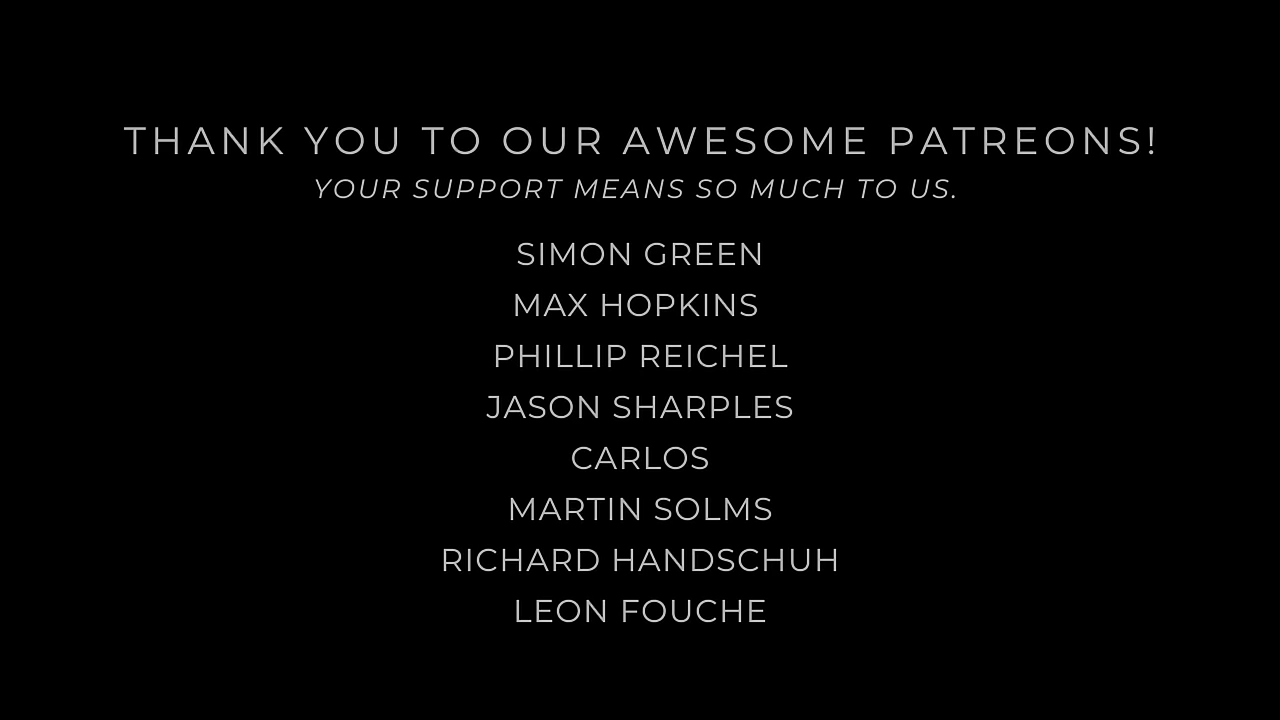 THANK YOU TO OUR AWESOME PATREONS!
YOUR SUPPORT MEANS SO MUCH TO US.
SIMON GREEN
MAX HOPKINS
PHILLIP REICHEL
JASON SHARPLES
CARLOS
MARTIN SOLMS
RICHARD HANDSCHUH
LEON FOUCHE